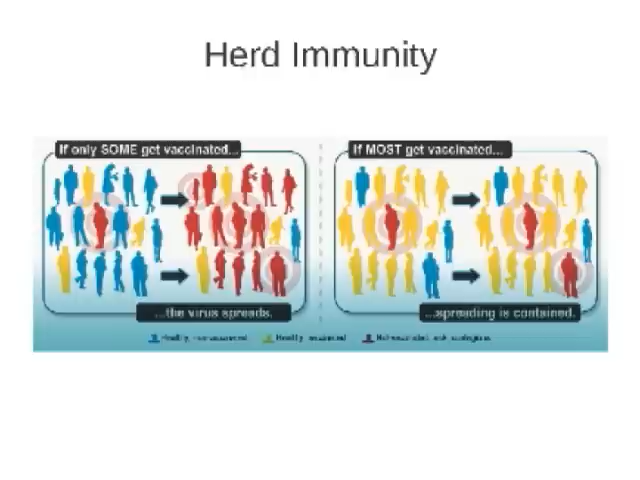 Herd Immunity
If only SOME get vaccinated...
If MOST get vaccinated...
...the virus spreads.
...spreading is contained.